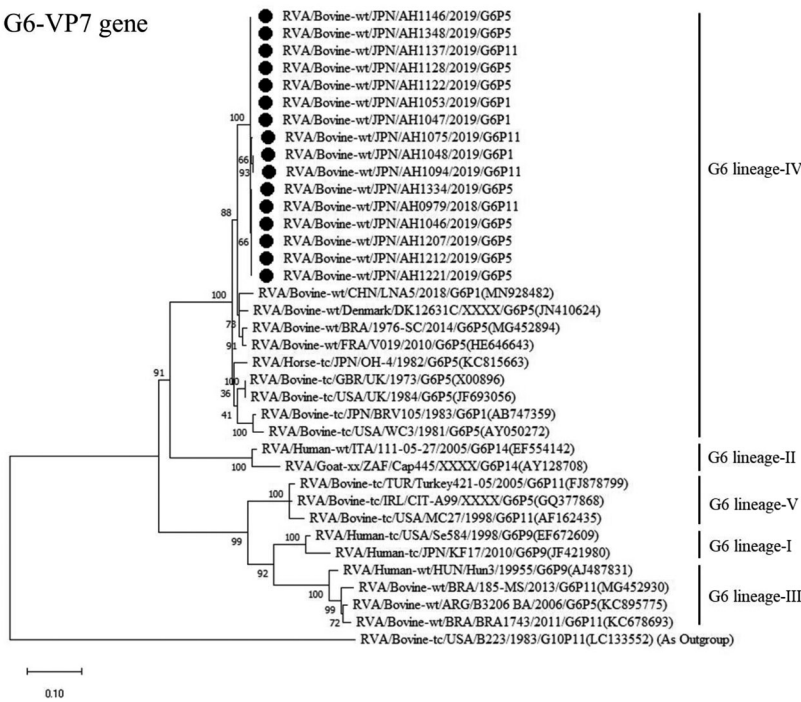 G6-VP7 gene
RVA/Bovine-wt/JPN/AH1146/2019/G6P5
RVA/Bovine-wt/JPN/AH1348/2019/G6P5
RVA/Bovine-wt/JPN/AH1137/2019/G6P11
RVA/Bovine-wt/JPN/AH1128/2019/G6P5
RVA/Bovine-wt/JPN/AH1122/2019/G6P5
RVA/Bovine-wt/JPN/AH1053/2019/G6P1
RVA/Bovine-wt/JPN/AH1047/2019/G6P1
100
RVA/Bovine-wt/JPN/AH1075/2019/G6P11
RVA/Bovine-wt/JPN/AH1048/2019/G6P1
66
G6 lineage-IV
RVA/Bovine-wt/JPN/AH1094/2019/G6P11
93
RVA/Bovine-wt/JPN/AH1334/2019/G6P5
RVA/Bovine-wt/JPN/AH0979/2018/G6P11
88
RVA/Bovine-wt/JPN/AH1046/2019/G6P5
RVA/Bovine-wt/JPN/AH1207/2019/G6P5
66
RVA/Bovine-wt/JPN/AH1212/2019/G6P5
RVA/Bovine-wt/JPN/AH1221/2019/G6P5
100
RVA/Bovine-wt/CHN/LNA5/2018/G6P1(MN928482)
RVA/Bovine-wt/Denmark/DK12631C/XXXX/G6P5(JN410624)
73
RVA/Bovine-wt/BRA/1976-SC/2014/G6P5(MG452894)
91
RVA/Bovine-wt/FRA/V019/2010/G6P5(HE646643)
RVA/Horse-tc/JPN/OH-4/1982/G6P5(KC815663)
91
100
RVA/Bovine-tc/GBR/UK/1973/G6P5(X00896)
36
RVA/Bovine-tc/USA/UK/1984/G6P5(JF693056)
41
RVA/Bovine-tc/JPN/BRV105/1983/G6P1(AB747359)
100
RVA/Bovine-tc/USA/WC3/1981/G6P5(AY050272)
RVA/Human-wt/ITA/111-05-27/2005/G6P14(EF554142)
G6 lineage-II
100
RVA/Goat-xx/ZAF/Cap445/XXXX/G6P14(AY128708)
RVA/Bovine-tc/TUR/Turkey421-05/2005/G6P11(FJ878799)
100
RVA/Bovine-tc/IRL/CIT-A99/XXXX/G6P5(GQ377868)
G6 lineage-V
RVA/Bovine-tc/USA/MC27/1998/G6P11(AF162435)
99
RVA/Human-tc/USA/Se584/1998/G6P9(EF672609)
100
G6 lineage-I
RVA/Human-tc/JPN/KF17/2010/G6P9(JF421980)
92
RVA/Human-wt/HUN/Hun3/19955/G6P9(AJ487831)
100
RVA/Bovine-wt/BRA/185-MS/2013/G6P11(MG452930)
G6 lineage-III
99
RVA/Bovine-wt/ARG/B3206 BA/2006/G6P5(KC895775)
72
RVA/Bovine-wt/BRA/BRA1743/2011/G6P11(KC678693)
RVA/Bovine-tc/USA/B223/1983/G10P11(LC133552) (As Outgroup)
0.10